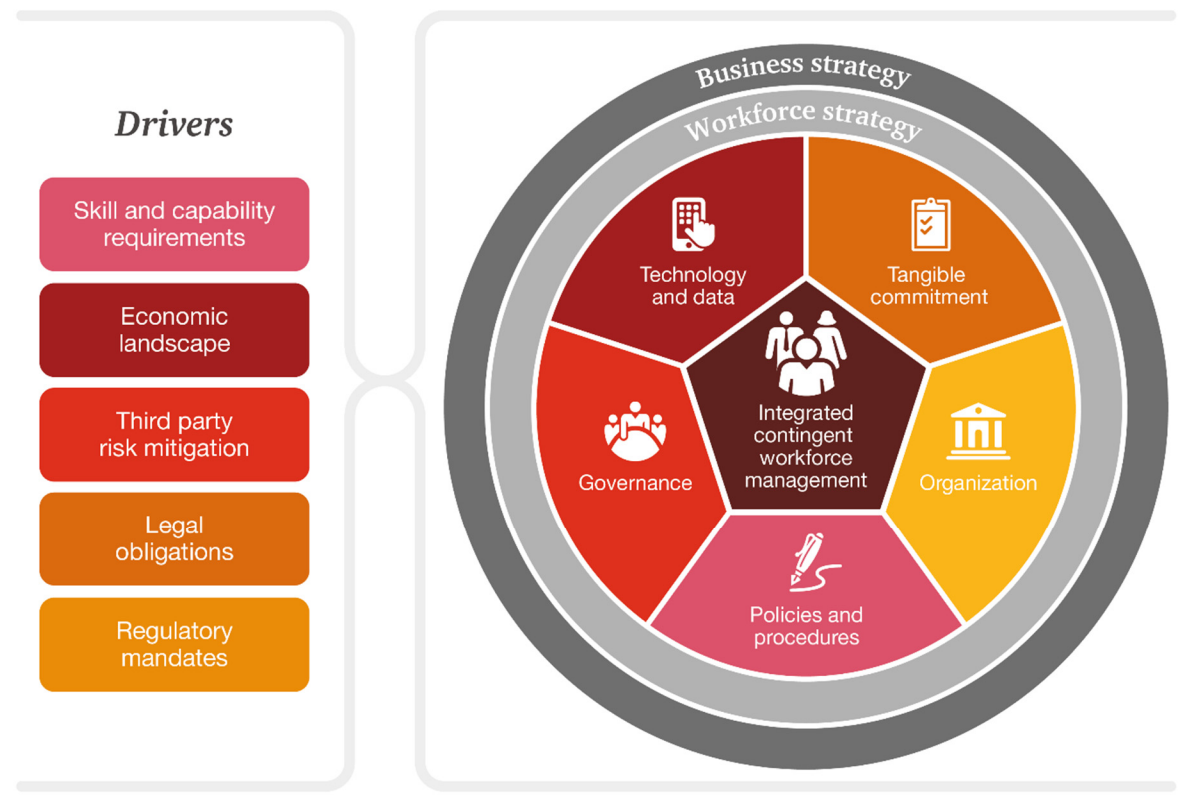 Drivers
Skill and capability
requirements
Economic
landscape
Third party
risk mitigation
Legal
obligations
Regulatory
mandates
Business strategy
Workforce strategy
Technology
and data
Tangible
commitment
Governance
Integrated
contingent
workforce
management
Organization
Policies and
procedures